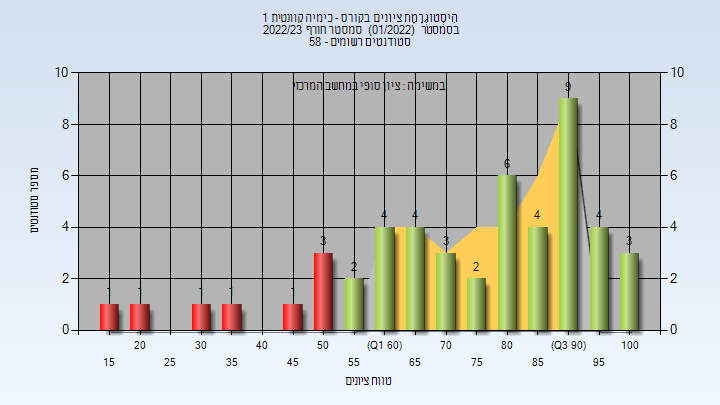 היסטוגרמת ציונים בקורס - כימיה קוונטית 1
בסמסטר (01/2022) סמסטר חורף 2022/23
סטודנטים רשומים - 58
במשימה : ציון סופי במחשב המרכזי
מספר סטודנטים
10
8
6
4
2
0
10
8
6
4
2
0
1 1 1 1 1 3 2 4 4 3 2 6 4 9 4 3
20 30 40 50 (Q1 60) 70 80 (Q3 90) 100
15 25 35 45 55 65 75 85 95
טווח ציונים